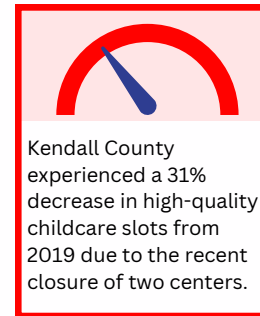 Kendall County
experienced a 31%
decrease in high-quality
childcare slots from
2019 due to the recent
closure of two centers.